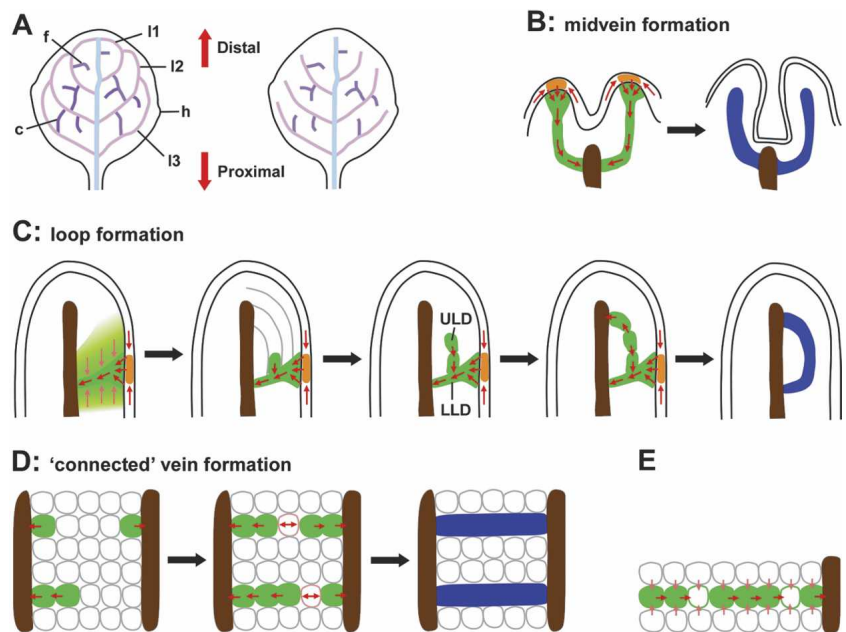 A
f
l1
l2
h
c
l3
Distal
Proximal
B: midvein formation
C: loop formation
ULD
LLD
D: 'connected' vein formation
E